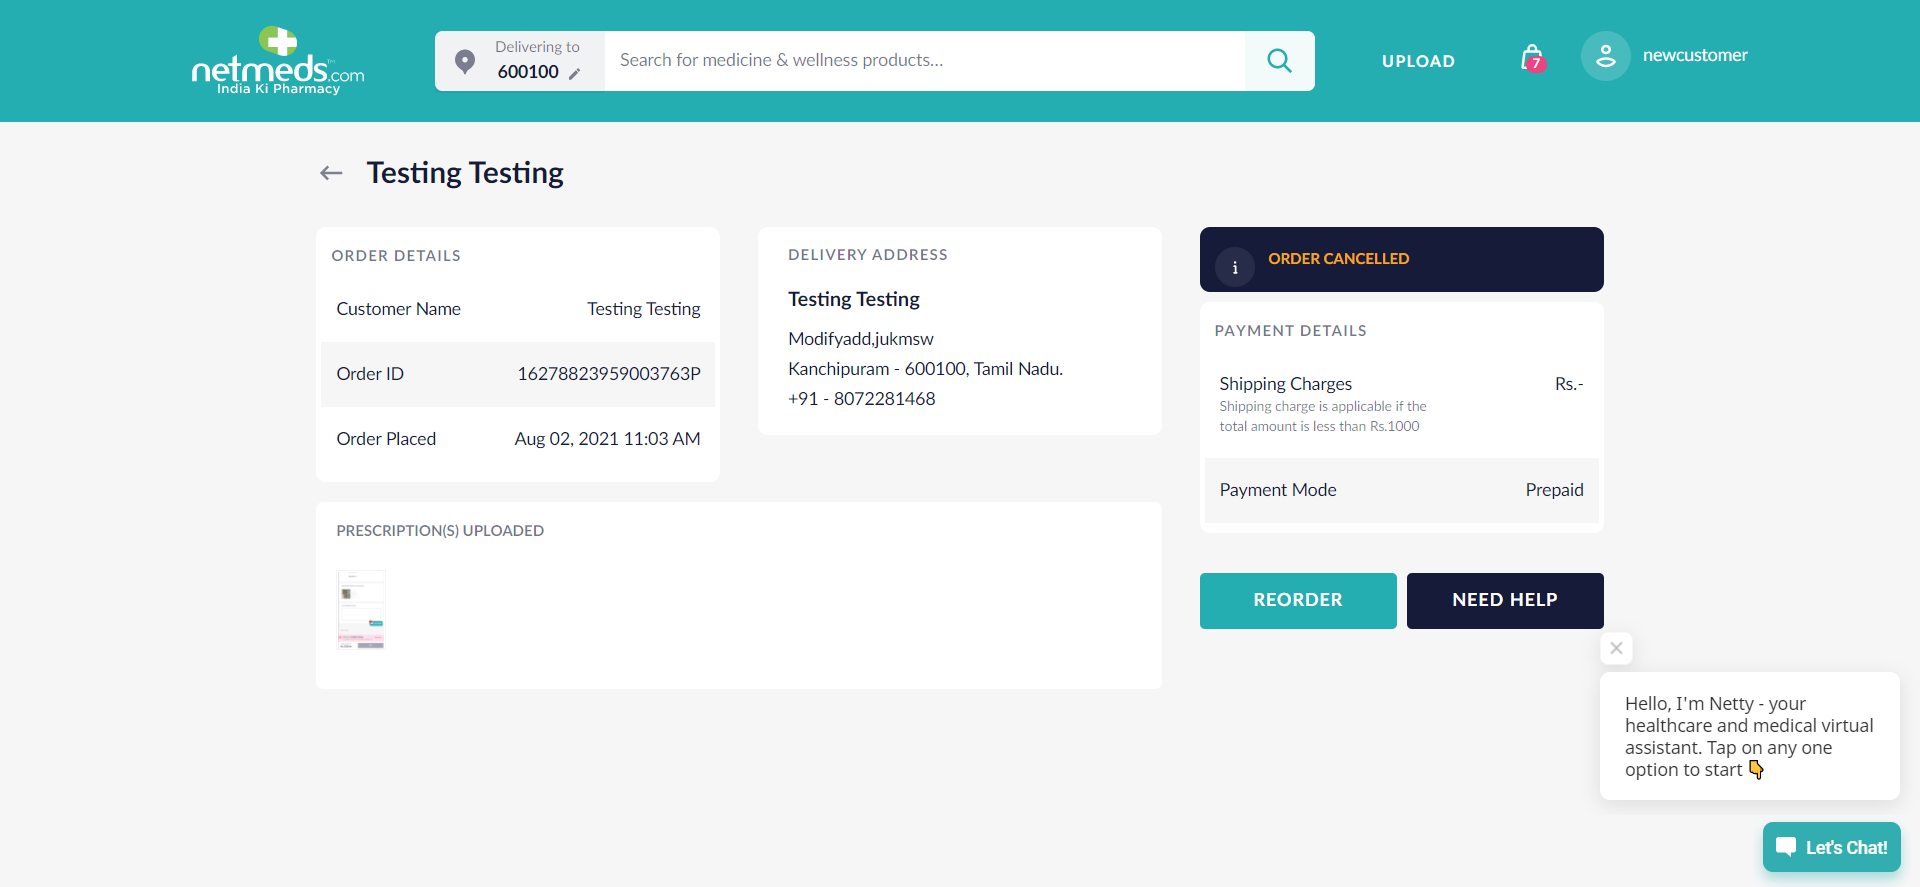 netmeds.com
India Ki Pharmacy
Delivering to
600100
Search for medicine & wellness products...
UPLOAD
7
newcustomer
Testing Testing
ORDER DETAILS
Customer Name Testing Testing
Order ID 16278823959003763P
Order Placed Aug 02, 2021 11:03 AM
DELIVERY ADDRESS
Testing Testing
Modifyadd,jukmsw
Kanchipuram - 600100, Tamil Nadu.
+91 - 8072281468
ORDER CANCELLED
PAYMENT DETAILS
Shipping Charges Rs.-
Shipping charge is applicable if the
total amount is less than Rs.1000
Payment Mode Prepaid
PRESCRIPTION(S) UPLOADED
REORDER
NEED HELP
Hello, I'm Netty - your
healthcare and medical virtual
assistant. Tap on any one
option to start
Let's Chat!